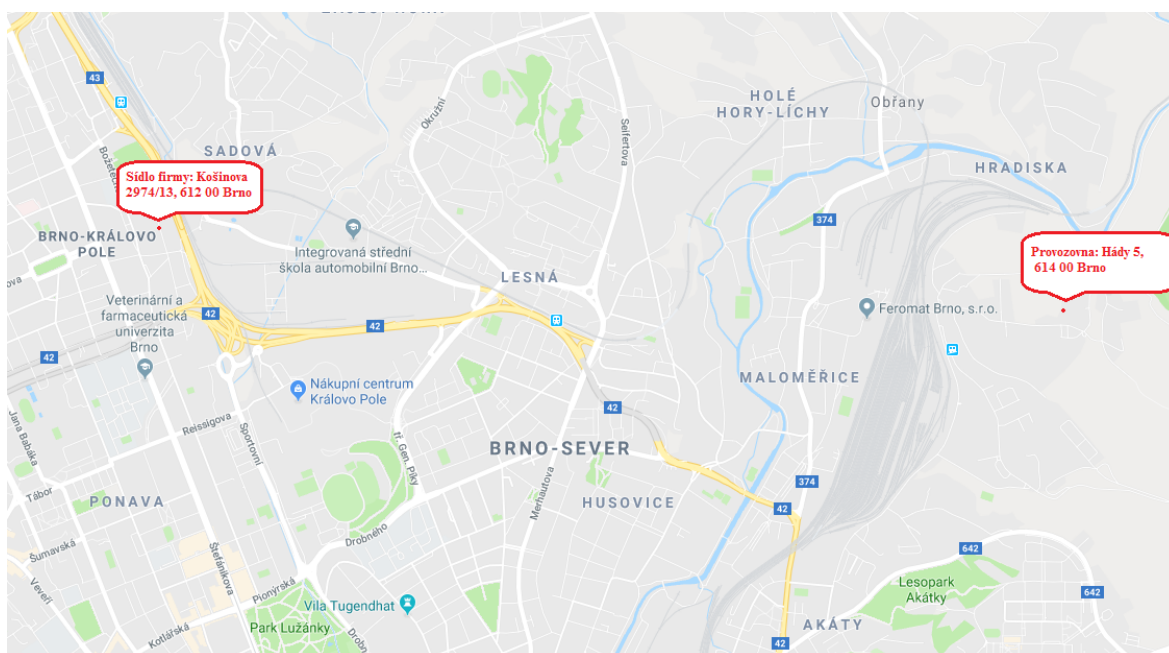 43
SADOVÁ
Okružní
Seifertova
HOLÉ
HORY-LÍCHY
Obřany
HRADISKA
Sídlo firmy: Košinova
2974/13, 612 00 Brno
374
BRNO-KRÁLOVO
POLE
Integrovaná střední
škola automobilní Brno...
LESNÁ
Provozovna: Hády 5,
614 00 Brno
Veterinární a
farmaceutická
univerzita
Brno
42
42
42
Feromat Brno, s.r.o.
Nákupní centrum
Královo Pole
MALOMĚŘICE
42
Jana Babáka
Reissigova
Sportovní
tř. Gen. Píky
BRNO-SEVER
Merhautova
HUSOVICE
374
42
Tábor
PONAVA
Drobného
Šumavská
Štefánikova
Veveří
Pionýrská
Kotlářská
Vila Tugendhat
Park Lužánky
Drobn
642
Lesopark
Akátky
642
AKÁTY
42